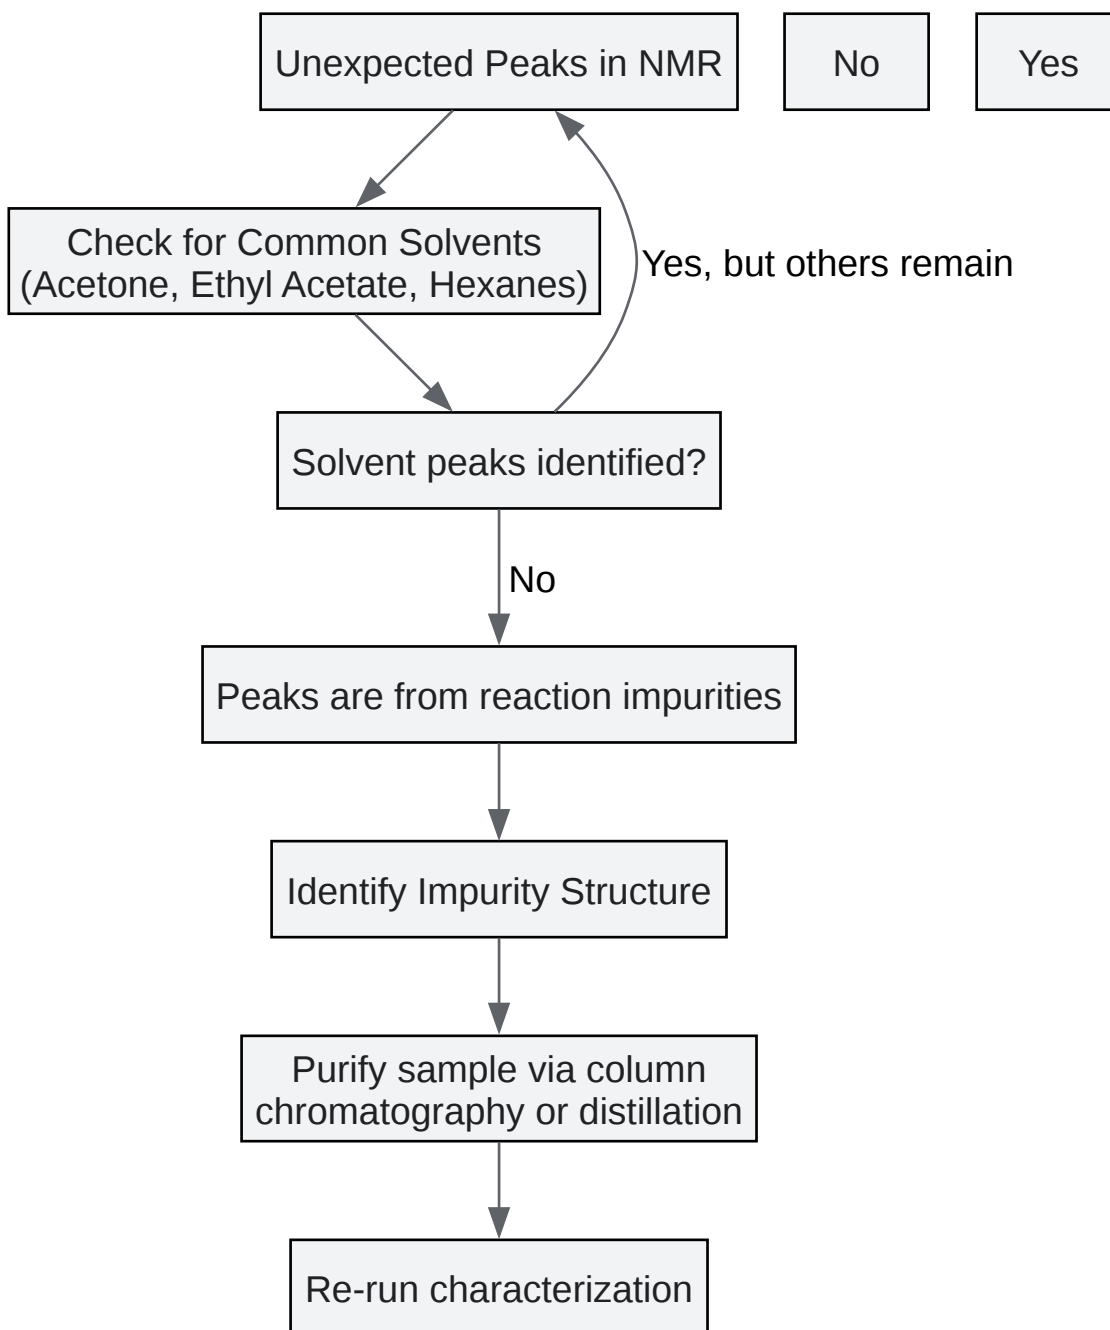 Unexpected Peaks in NMR
No
Yes
Check for Common Solvents
(Acetone, Ethyl Acetate, Hexanes)
Yes, but others remain
Solvent peaks identified?
No
Peaks are from reaction impurities
Identify Impurity Structure
Purify sample via column
chromatography or distillation
Re-run characterization